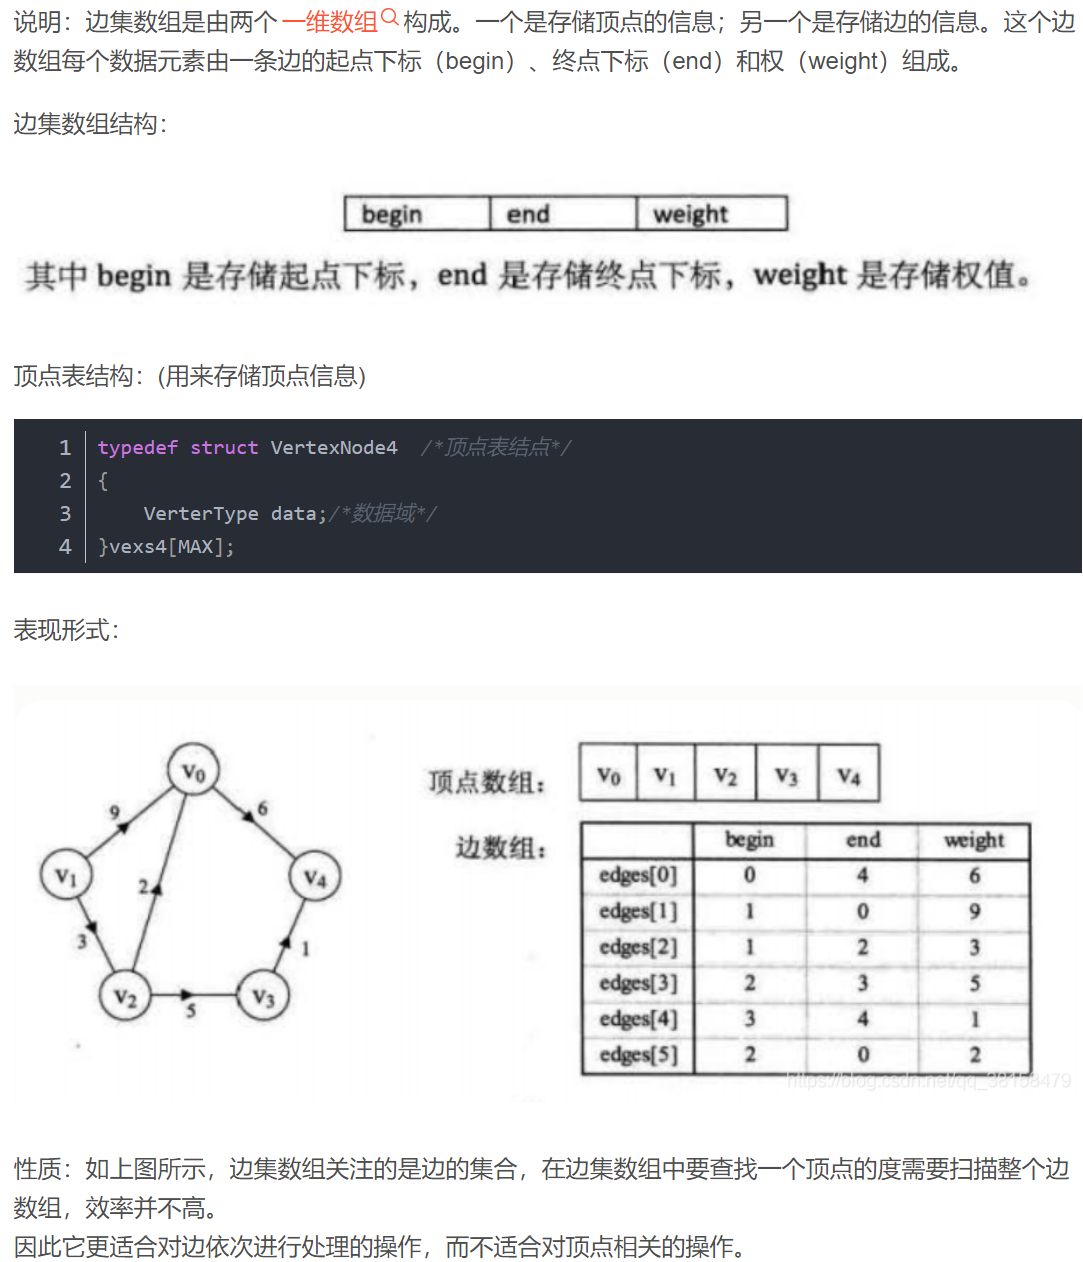 说明：边集数组是由两个 一维数组 构成。一个是存储顶点的信息；另一个是存储边的信息。这个边
数组每个数据元素由一条边的起点下标（begin）、终点下标（end）和权（weight）组成。
边集数组结构：
begin end weight
其中 begin 是存储起点下标，end 是存储终点下标，weight 是存储权值。
顶点表结构：(用来存储顶点信息)
1 typedef struct VertexNode4 /*顶点表结点*/
2 {
3 VerterType data;/*数据域*/
4 }vexs4[MAX];
表现形式：
V0
9
6
V1
2
V4
3
1
V2
5
V3
顶点数组： V0 V1 V2 V3 V4
边数组：
begin end weight
edges[0] 0 4 6
edges[1] 1 0 9
edges[2] 1 2 3
edges[3] 2 3 5
edges[4] 3 4 1
edges[5] 2 0 2
https://blog.csdn.net/qq_38158479
性质：如上图所示，边集数组关注的是边的集合，在边集数组中要查找一个顶点的度需要扫描整个边
数组，效率并不高。
因此它更适合对边依次进行处理的操作，而不适合对顶点相关的操作。